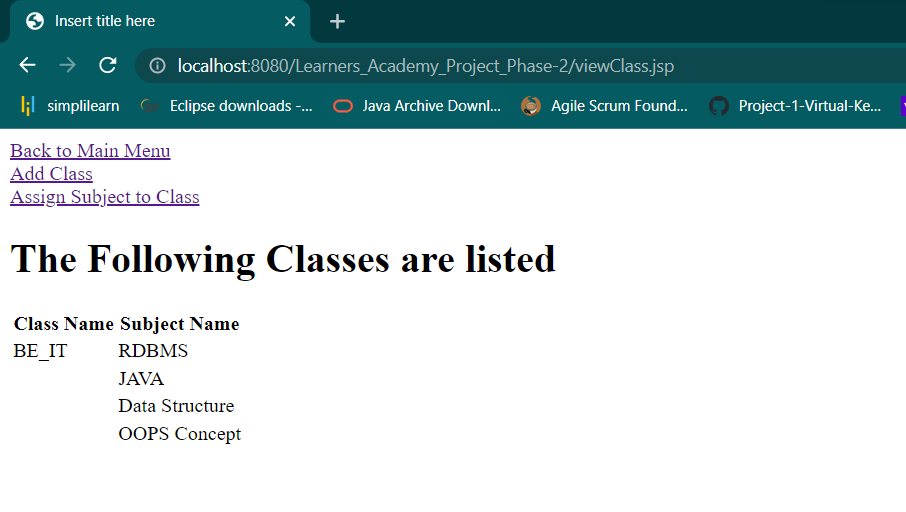 Insert title here
localhost:8080/Learners_Academy_Project_Phase-2/viewClass.jsp
simplilearn Eclipse downloads -... Java Archive Downl... Agile Scrum Found... Project-1-Virtual-Ke...
Back to Main Menu
Add Class
Assign Subject to Class
The Following Classes are listed
Class Name Subject Name
BE_IT RDBMS
JAVA
Data Structure
OOPS Concept